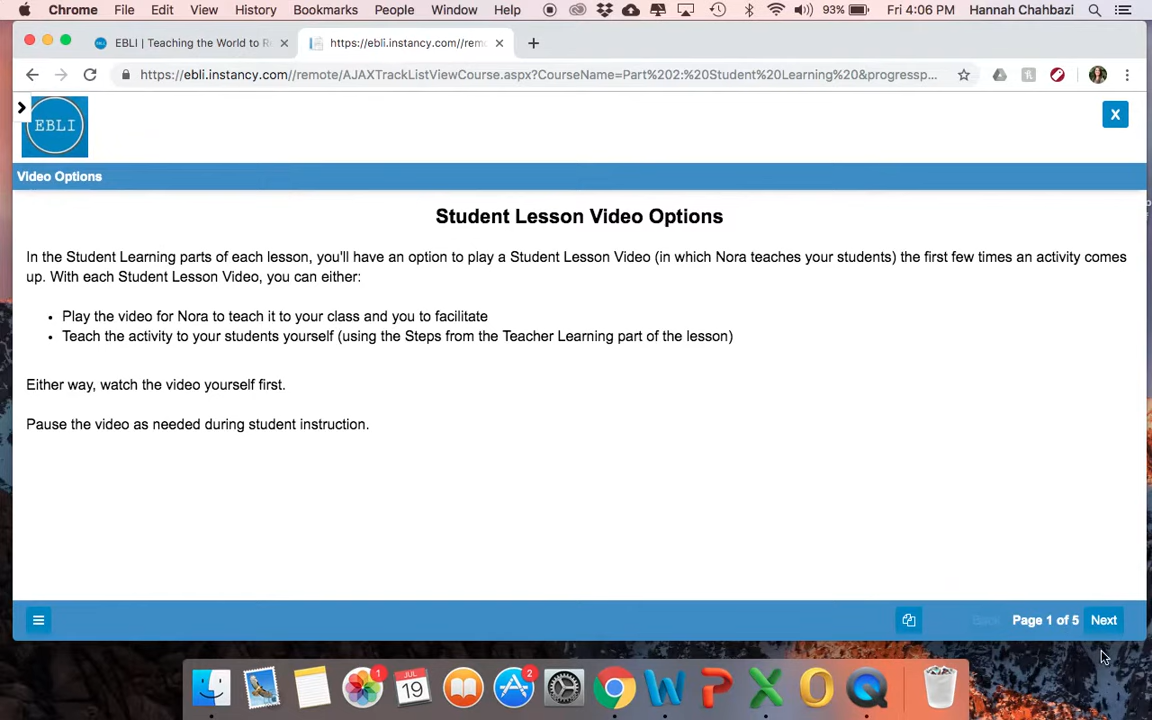 Chrome File Edit View History Bookmarks People Window Help 93% Fri 4:06 PM Hannah Chahbazi
EBLI | Teaching the World to R
https://ebli.instancy.com//remo
https://ebli.instancy.com//remote/AJAXTrackListViewCourse.aspx?CourseName=Part%202:%20Student%20Learning%20&progressp...
EBLI
X
Video Options
Student Lesson Video Options
In the Student Learning parts of each lesson, you'll have an option to play a Student Lesson Video (in which Nora teaches your students) the first few times an activity comes
up. With each Student Lesson Video, you can either:
• Play the video for Nora to teach it to your class and you to facilitate
• Teach the activity to your students yourself (using the Steps from the Teacher Learning part of the lesson)
Either way, watch the video yourself first.
Pause the video as needed during student instruction.
Back Page 1 of 5 Next
1
JUL
19
2